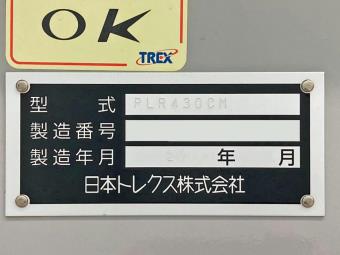 OK
TREX
型式 PLR430CM
製造番号
製造年月 年 月
日本トレクス株式会社